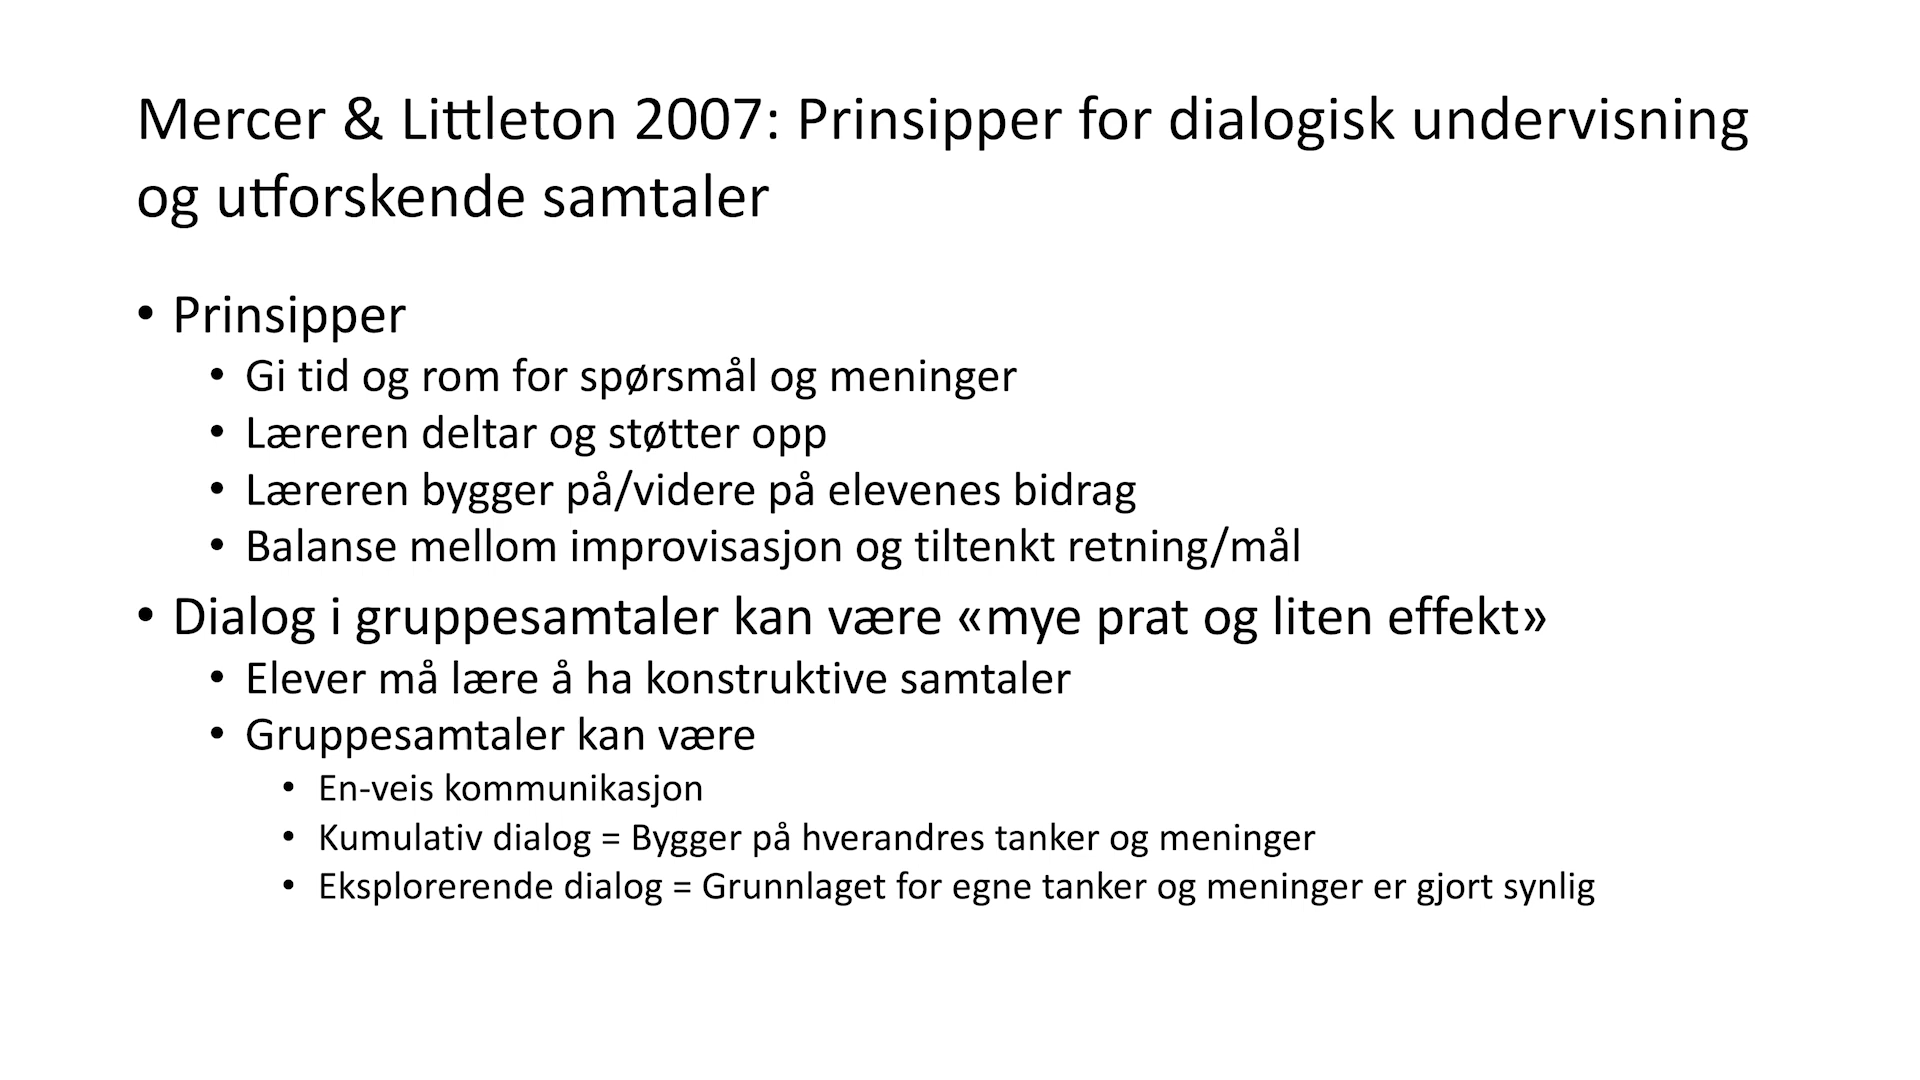 Mercer & Littleton 2007: Prinsipper for dialogisk undervisning
og utforskende samtaler
• Prinsipper
• Gi tid og rom for spørsmål og meninger
• Læreren deltar og støtter opp
• Læreren bygger på/videre på elevenes bidrag
• Balanse mellom improvisasjon og tiltenkt retning/mål
• Dialog i gruppesamtaler kan være «mye prat og liten effekt»
• Elever må lære å ha konstruktive samtaler
• Gruppesamtaler kan være
• En-veis kommunikasjon
• Kumulativ dialog = Bygger på hverandres tanker og meninger
• Eksplorerende dialog = Grunnlaget for egne tanker og meninger er gjort synlig